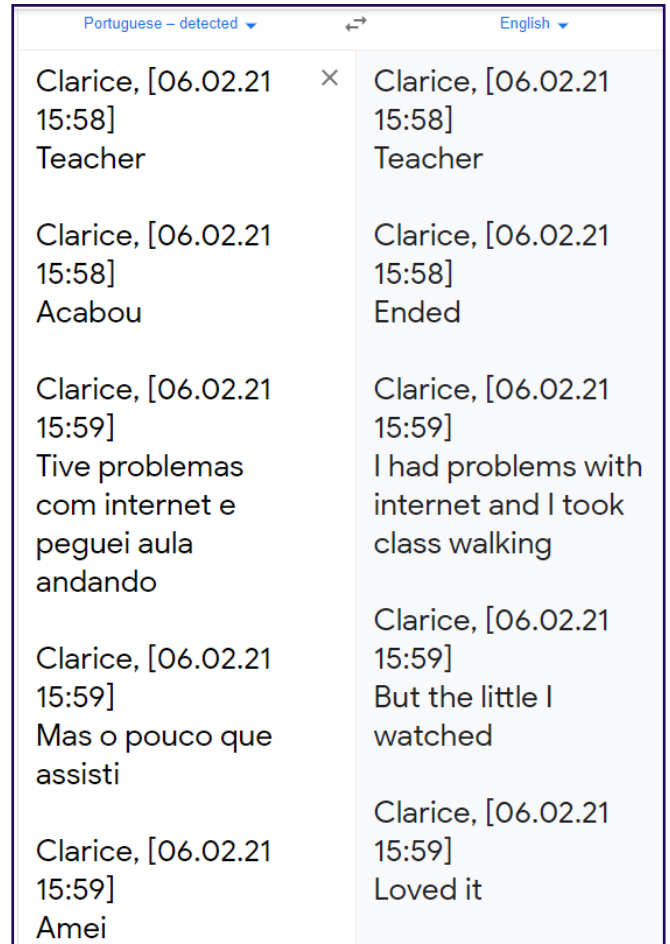 Portuguese – detected
English
Clarice, [06.02.21
15:58]
Teacher
Clarice, [06.02.21
15:58]
Acabou
Clarice, [06.02.21
15:59]
Tive problemas
com internet e
peguei aula
andando
Clarice, [06.02.21
15:59]
Mas o pouco que
assisti
Clarice, [06.02.21
15:59]
Amei
Clarice, [06.02.21
15:58]
Teacher
Clarice, [06.02.21
15:58]
Ended
Clarice, [06.02.21
15:59]
I had problems with
internet and I took
class walking
Clarice, [06.02.21
15:59]
But the little I
watched
Clarice, [06.02.21
15:59]
Loved it